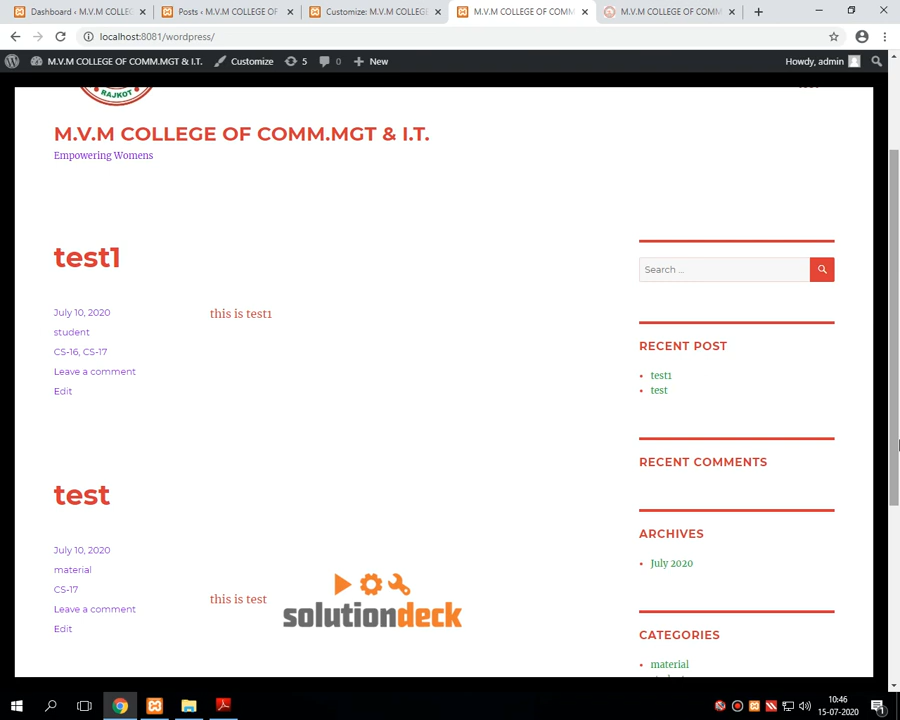 Dashboard ‹ M.V.M COLLEG
Posts ‹ M.V.M COLLEGE OF
Customize: M.V.M COLLEGE
M.V.M COLLEGE OF COMM
M.V.M COLLEGE OF COMM
localhost:8081/wordpress/
M.V.M COLLEGE OF COMM.MGT & I.T.
Customize
5
0
New
Howdy, admin
RAJKOT
M.V.M COLLEGE OF COMM.MGT & I.T.
Empowering Womens
test1
Search ...
July 10, 2020
this is test1
student
CS-16, CS-17
RECENT POST
Leave a comment
test1
Edit
test
RECENT COMMENTS
test
ARCHIVES
July 10, 2020
July 2020
material
CS-17
this is test
solutiondeck
Leave a comment
Edit
CATEGORIES
material
10:46
15-07-2020
1